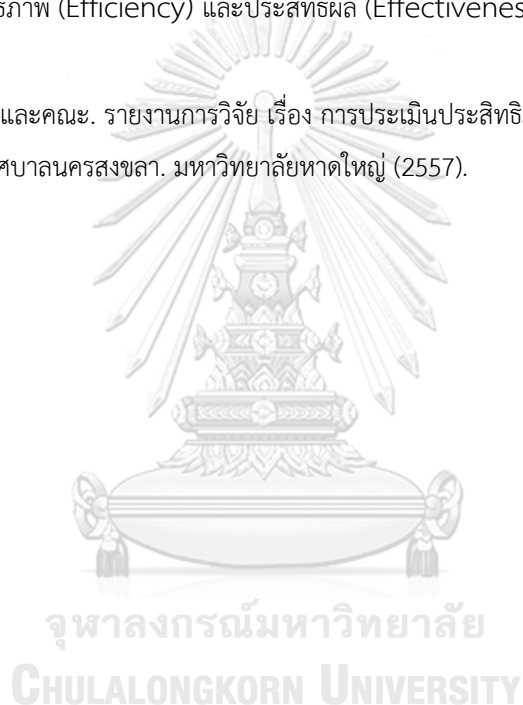 ภาพ (Efficiency) และประสิทธิผล (Effectivenes
และคณะ. รายงานการวิจัย เรื่อง การประเมินประสิทธิ
บาลนครสงขลา. มหาวิทยาลัยหาดใหญ่ (2557).
จุฬาลงกรณ์มหาวิทยาลัย
CHULALONGKORN UNIVERSITY